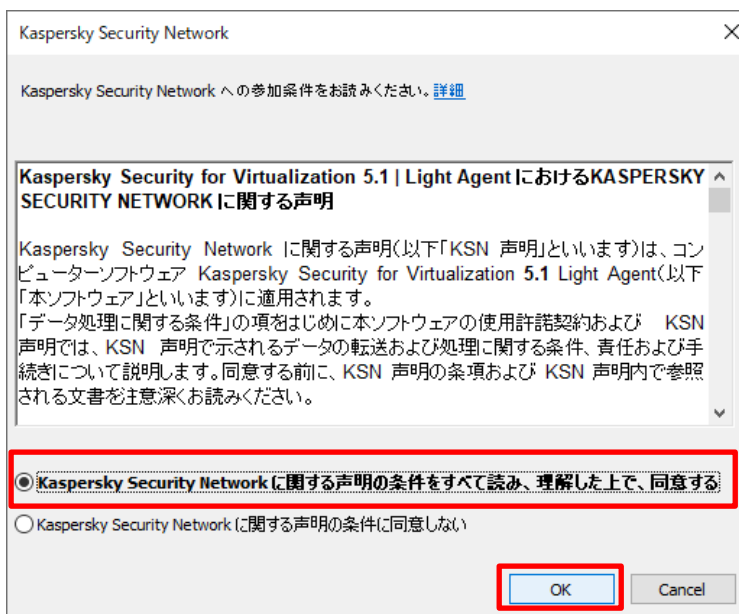 Kaspersky Security Network
Kaspersky Security Network への参加条件をお読みください。詳細
Kaspersky Security for Virtualization 5.1 | Light Agent におけるKASPERSKY
SECURITY NETWORK に関する声明
Kaspersky Security Network に関する声明(以下「KSN 声明」といいます)は、コン
ピューターソフトウェア Kaspersky Security for Virtualization 5.1 Light Agent(以下
「本ソフトウェア」といいます)に適用されます。
「データ処理に関する条件」の項をはじめに本ソフトウェアの使用許諾契約および KSN
声明では、KSN 声明で示されるデータの転送および処理に関する条件、責任および手
続きについて説明します。同意する前に、KSN 声明の条項および KSN 声明内で参照
される文書を注意深くお読みください。
Kaspersky Security Network に関する声明の条件をすべて読み、理解した上で、同意する
Kaspersky Security Network に関する声明の条件に同意しない
OK Cancel